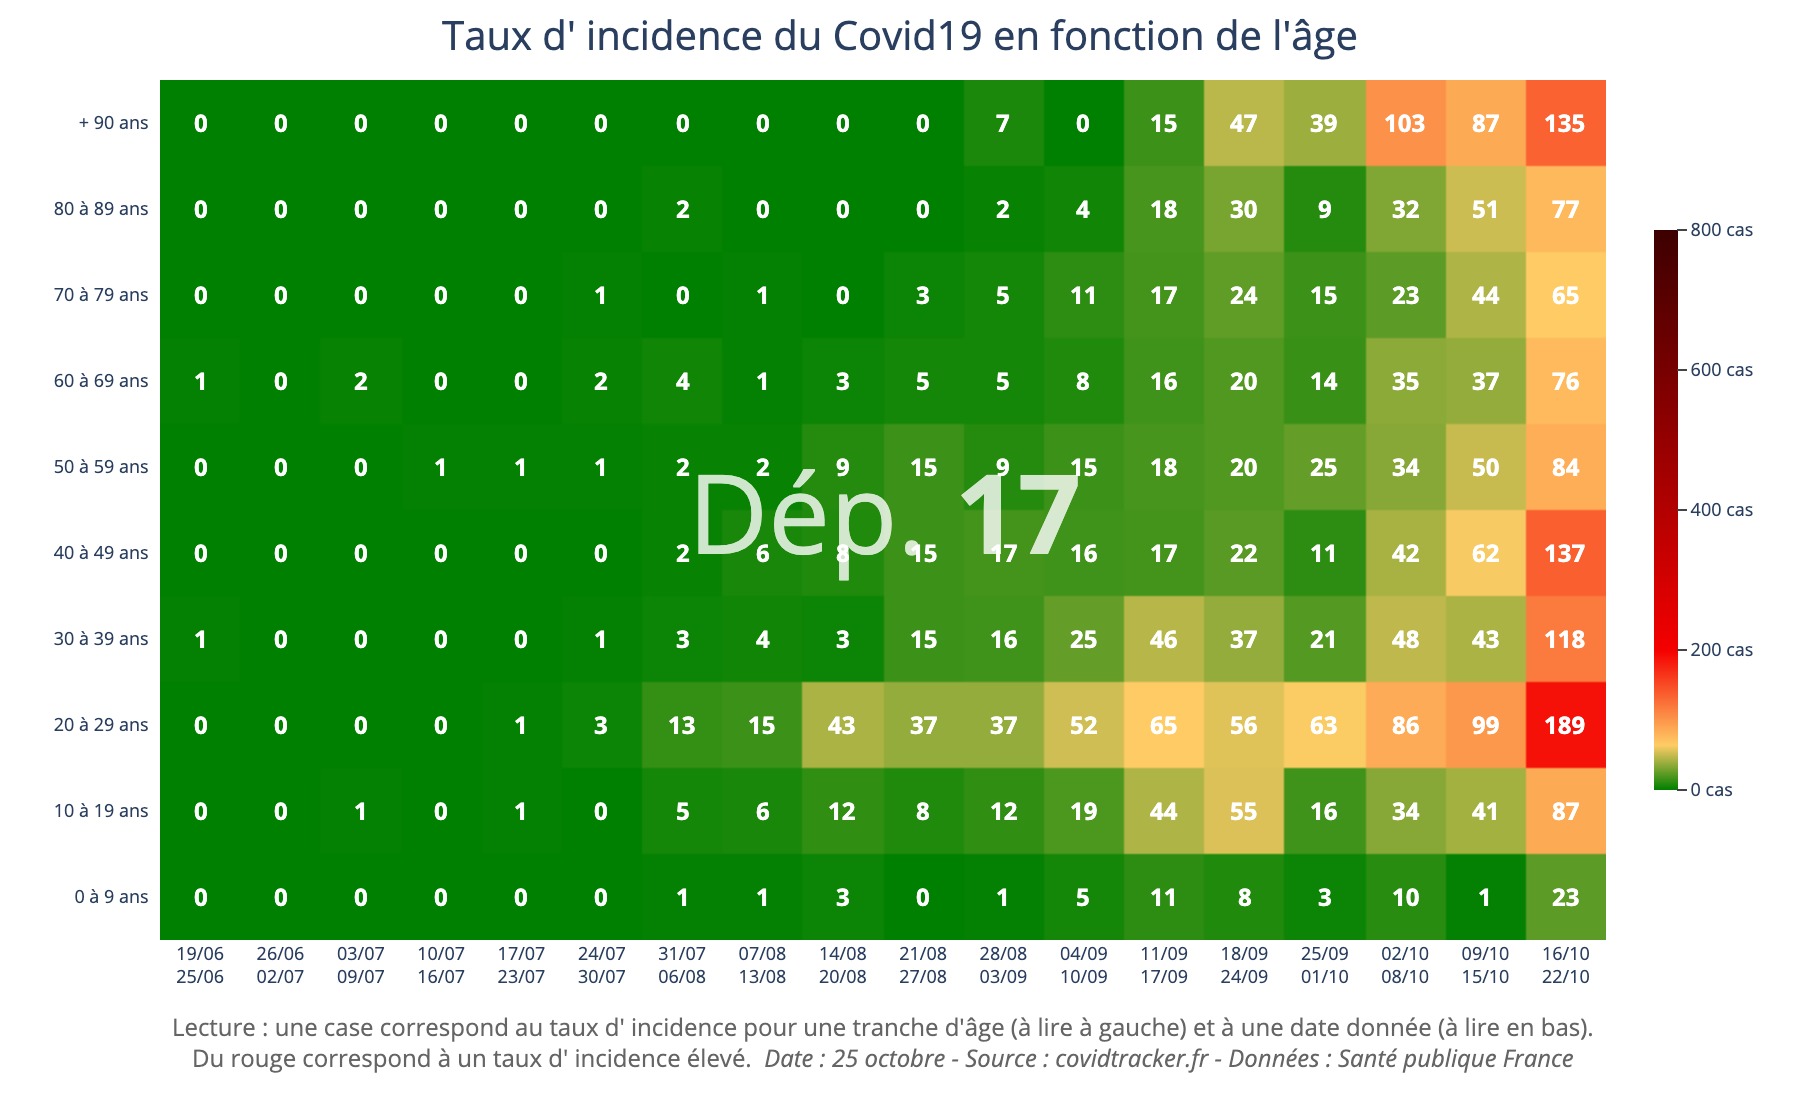 Taux d' incidence du Covid19 en fonction de l'âge
+ 90 ans 0 0 0 0 0 0 0 0 0 0 7 0 15 47 39 103 87 135
80 à 89 ans 0 0 0 0 0 0 2 0 0 0 2 4 18 30 9 32 51 77
70 à 79 ans 0 0 0 0 0 1 0 1 0 3 5 11 17 24 15 23 44 65
60 à 69 ans 1 0 2 0 0 2 4 1 3 5 5 8 16 20 14 35 37 76
50 à 59 ans 0 0 0 1 1 1 2 2 9 15 9 15 18 20 25 34 50 84
Dép. 17
40 à 49 ans 0 0 0 0 0 0 2 6 8 15 17 16 17 22 11 42 62 137
30 à 39 ans 1 0 0 0 0 1 3 4 3 15 16 25 46 37 21 48 43 118
20 à 29 ans 0 0 0 0 1 3 13 15 43 37 37 52 65 56 63 86 99 189
10 à 19 ans 0 0 1 0 1 0 5 6 12 8 12 19 44 55 16 34 41 87
0 à 9 ans 0 0 0 0 0 0 1 1 3 0 1 5 11 8 3 10 1 23
19/06 26/06 03/07 10/07 17/07 24/07 31/07 07/08 14/08 21/08 28/08 04/09 11/09 18/09 25/09 02/10 09/10 16/10
25/06 02/07 09/07 16/07 23/07 30/07 06/08 13/08 20/08 27/08 03/09 10/09 17/09 24/09 01/10 08/10 15/10 22/10
800 cas
600 cas
400 cas
200 cas
0 cas
Lecture : une case correspond au taux d' incidence pour une tranche d'âge (à lire à gauche) et à une date donnée (à lire en bas).
Du rouge correspond à un taux d' incidence élevé. Date : 25 octobre - Source : covidtracker.fr - Données : Santé publique France